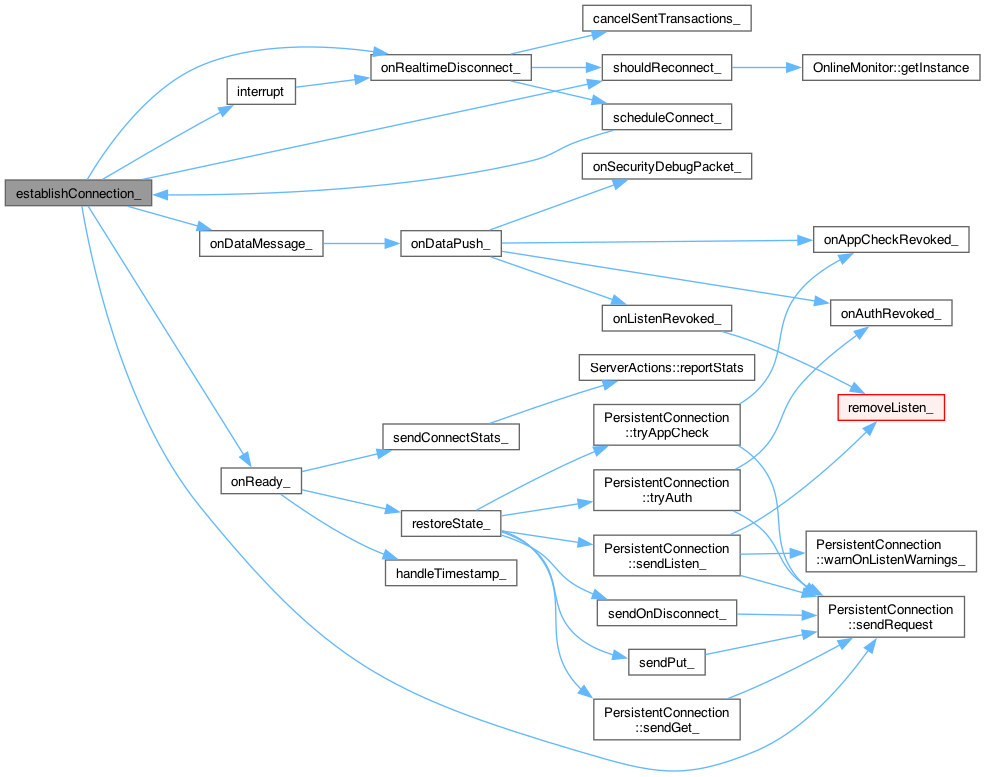 cancelSentTransactions_
onRealtimeDisconnect_
shouldReconnect_
OnlineMonitor::getInstance
interrupt
scheduleConnect_
onSecurityDebugPacket_
establishConnection_
onDataMessage_
onDataPush_
onAppCheckRevoked_
onListenRevoked_
onAuthRevoked_
ServerActions::reportStats
removeListen_
PersistentConnection
::tryAppCheck
sendConnectStats_
onReady_
PersistentConnection
::tryAuth
restoreState_
PersistentConnection
::sendListen_
PersistentConnection
::warnOnListenWarnings_
handleTimestamp_
sendOnDisconnect_
PersistentConnection
::sendRequest
sendPut_
PersistentConnection
::sendGet_